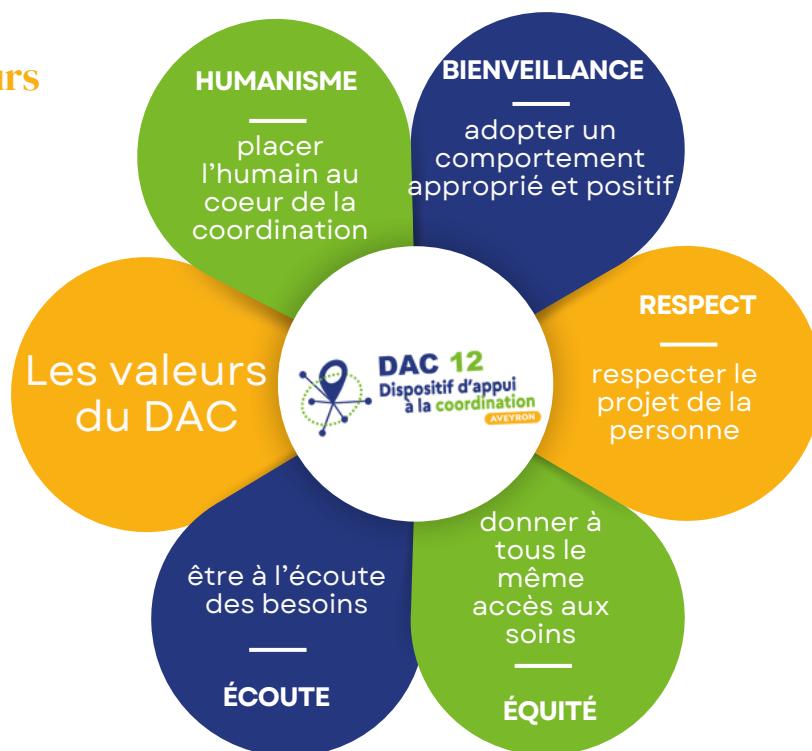 HUMANISME
placer
l'humain au
coeur de la
coordination
BIENVEILLANCE
adopter un
comportement
approprié et positif
RESPECT
respecter le
projet de la
personne
Les valeurs
du DAC
DAC 12
Dispositif d'appui
à la coordination
AVEYRON
être à l'écoute
des besoins
ÉCOUTE
donner à
tous le
même
accès aux
soins
ÉQUITÉ